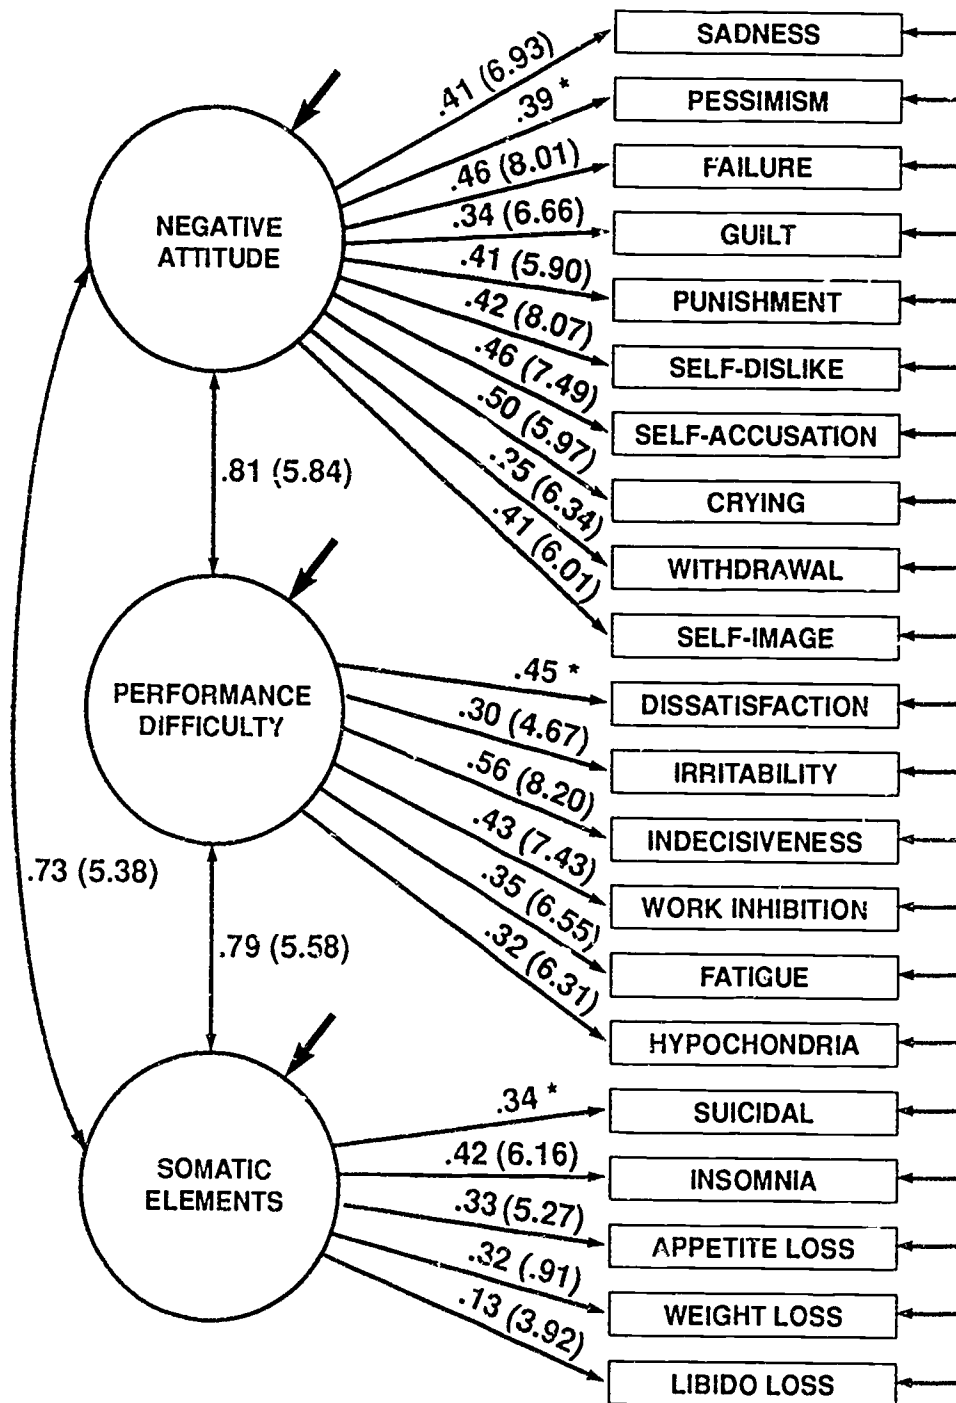 .41 (6.93)
SADNESS
.39 *
PESSIMISM
.46 (8.01)
FAILURE
.34 (6.66)
GUILT
.41 (5.90)
PUNISHMENT
.42 (8.07)
SELF-DISLIKE
.46 (7.49)
SELF-ACCUSATION
.50 (5.97)
CRYING
.25 (6.34)
WITHDRAWAL
.41 (6.01)
SELF-IMAGE
NEGATIVE
ATTITUDE
.81 (5.84)
PERFORMANCE
DIFFICULTY
.45 *
DISSATISFACTION
.30 (4.67)
IRRITABILITY
.56 (8.20)
INDECISIVENESS
.43 (7.43)
WORK INHIBITION
.35 (6.55)
FATIGUE
.32 (6.31)
HYPOCHONDRIA
.73 (5.38)
.79 (5.58)
SOMATIC
ELEMENTS
.34 *
SUICIDAL
.42 (6.16)
INSOMNIA
.33 (5.27)
APPETITE LOSS
.32 (.91)
WEIGHT LOSS
.13 (3.92)
LIBIDO LOSS